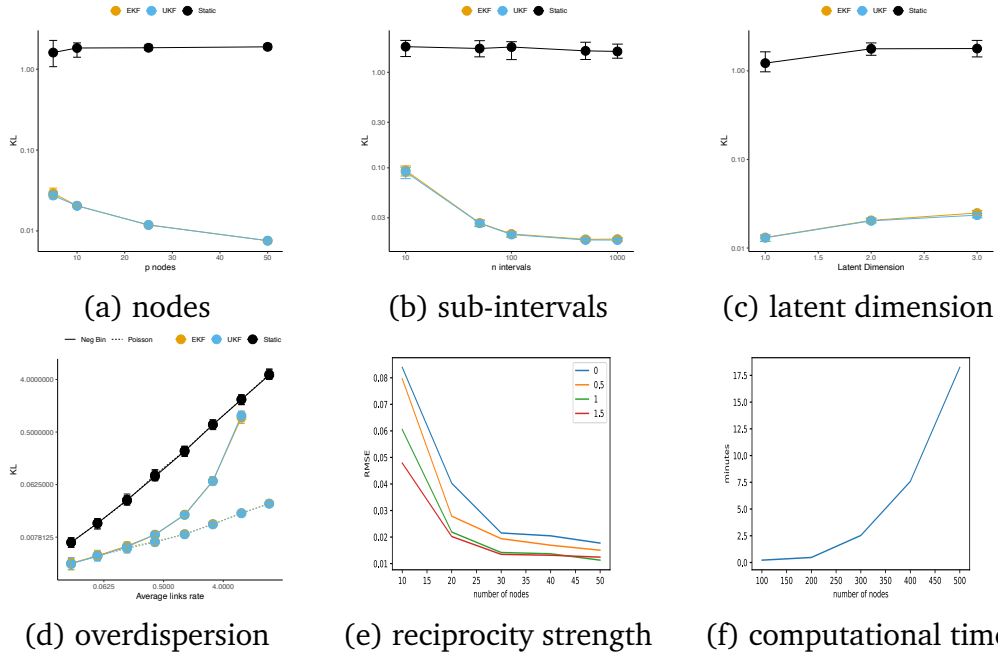 EKF UKF Static
KL
1.00
0.10
0.01
10 20 30 40 50
p nodes
(a) nodes
EKF UKF Static
KL
1.00
0.10
0.03
10 100 1000
n intervals
(b) sub-intervals
EKF UKF Static
KL
1.00
0.10
0.01
1.0 1.5 2.0 2.5 3.0
Latent Dimension
(c) latent dimension
Neg Bin Poisson EKF UKF Static
KL
4.0000000
0.5000000
0.0625000
0.0078125
0.0625 0.5000 4.0000
Average links rate
(d) overdispersion
RMSE
0.08
0.07
0.06
0.05
0.04
0.03
0.02
0.01
0
0.5
1
1.5
10 15 20 25 30 35 40 45 50
number of nodes
(e) reciprocity strength
minutes
17.5
15.0
12.5
10.0
7.5
5.0
2.5
0.0
100 150 200 250 300 350 400 450 500
number of nodes
(f) computational time